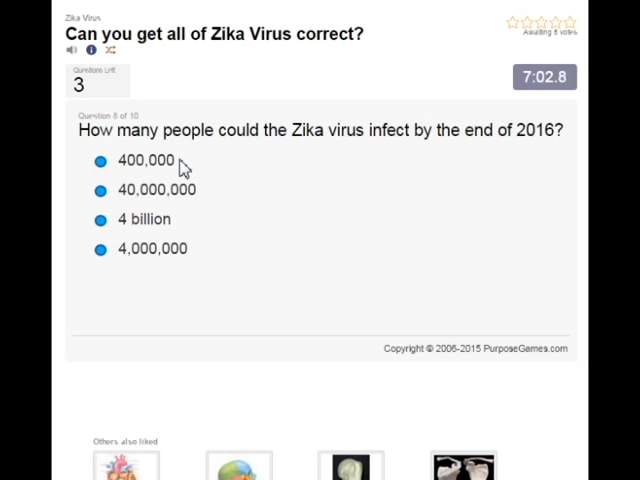 Zika Virus
Can you get all of Zika Virus correct?
Awaiting 8 votes
Questions Left
3
7:02.8
Question 8 of 10
How many people could the Zika virus infect by the end of 2016?
400,000
40,000,000
4 billion
4,000,000
Copyright © 2006-2015 PurposeGames.com
Others also liked